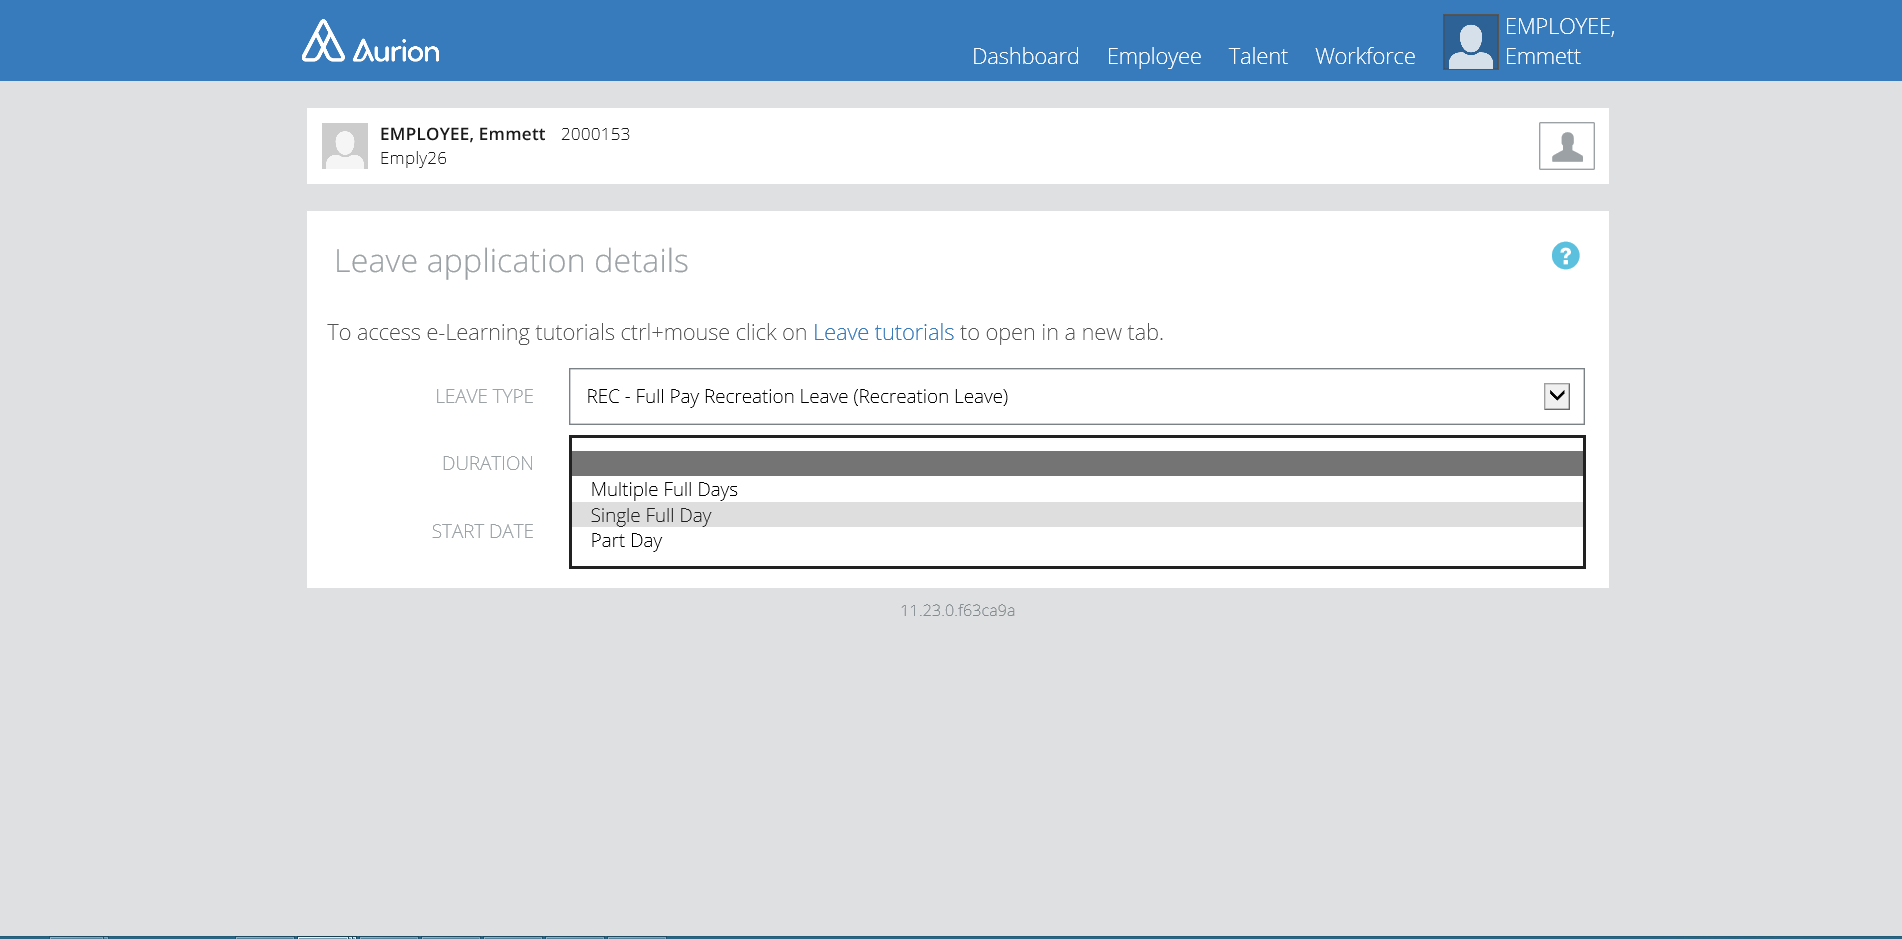 Aurion
Dashboard Employee Talent Workforce
EMPLOYEE,
Emmett
EMPLOYEE, Emmett 2000153
Emply26
Leave application details
?
To access e-Learning tutorials ctrl+mouse click on Leave tutorials to open in a new tab.
LEAVE TYPE REC - Full Pay Recreation Leave (Recreation Leave)
DURATION
Multiple Full Days
Single Full Day
START DATE
Part Day
11.23.0.f63ca9a